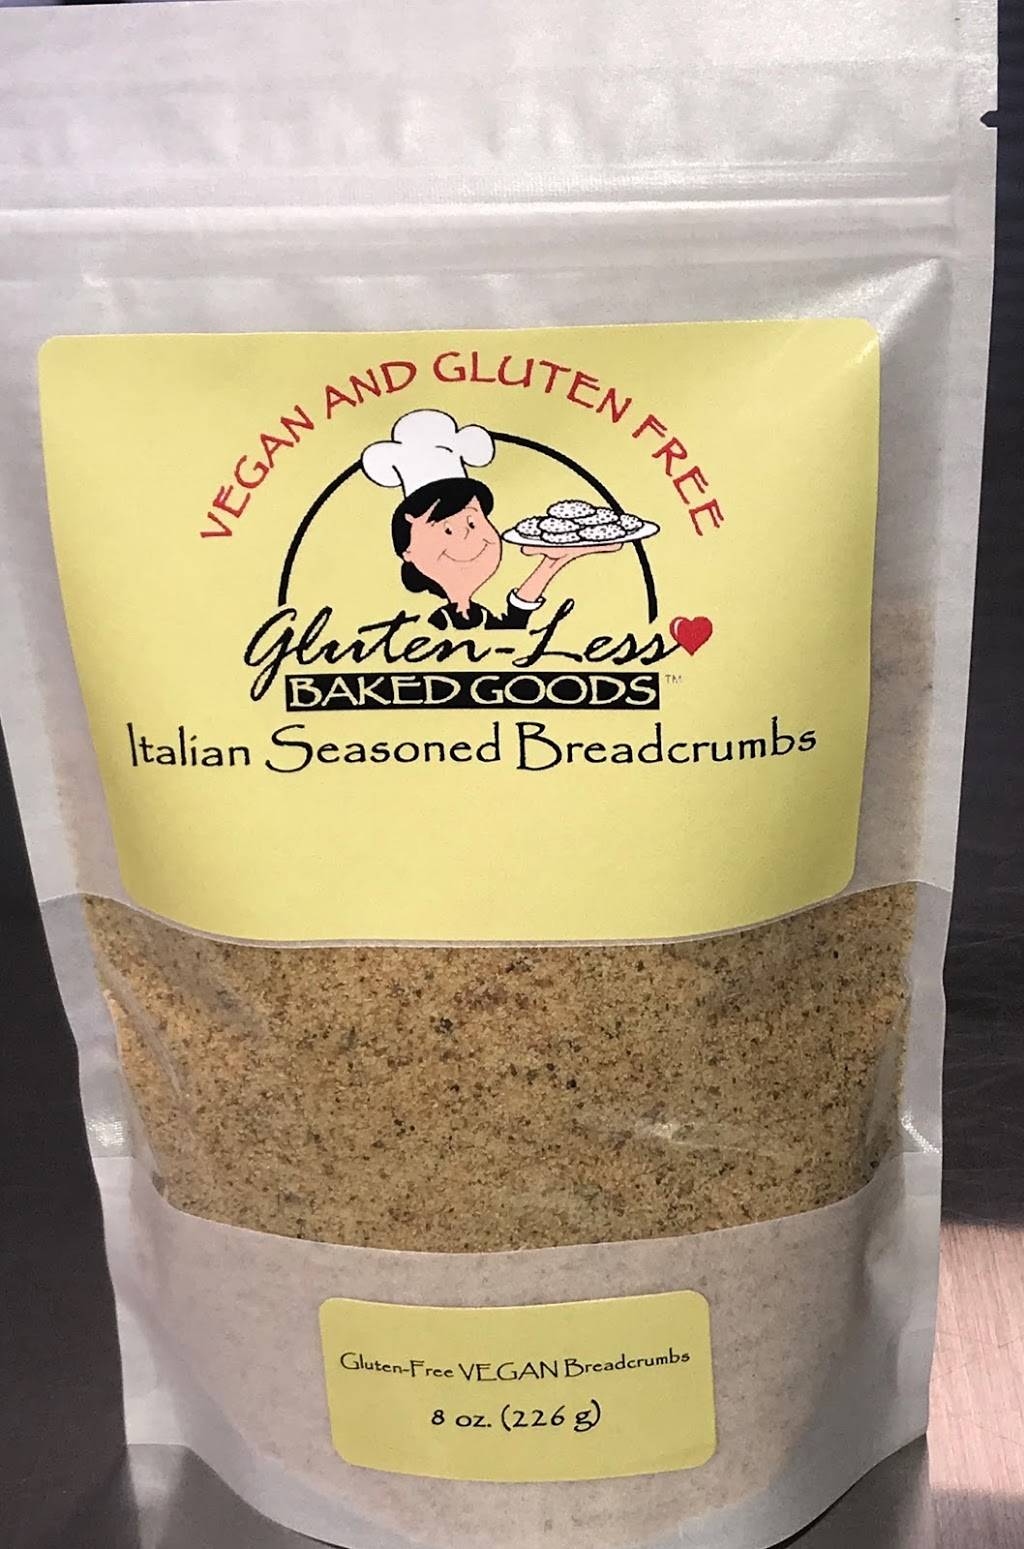 VEGAN AND GLUTEN FREE
Gluten-Less
BAKED GOODS TM
Italian Seasoned Breadcrumbs
Gluten-Free VEGAN Breadcrumbs
8 oz. (226 g)